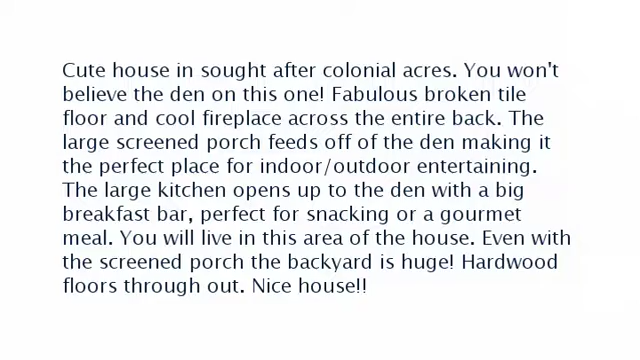 Cute house in sought after colonial acres. You won't
believe the den on this one! Fabulous broken tile
floor and cool fireplace across the entire back. The
large screened porch feeds off of the den making it
the perfect place for indoor/outdoor entertaining.
The large kitchen opens up to the den with a big
breakfast bar, perfect for snacking or a gourmet
meal. You will live in this area of the house. Even with
the screened porch the backyard is huge! Hardwood
floors through out. Nice house!!